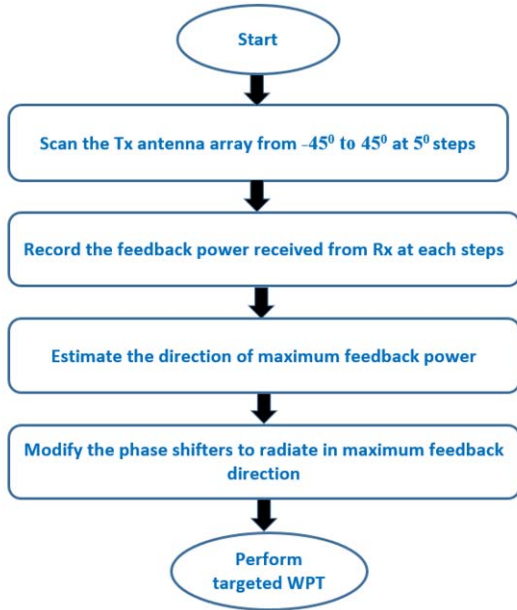 Start
Scan the Tx antenna array from -45⁰ to 45⁰ at 5⁰ steps
Record the feedback power received from Rx at each steps
Estimate the direction of maximum feedback power
Modify the phase shifters to radiate in maximum feedback
direction
Perform
targeted WPT